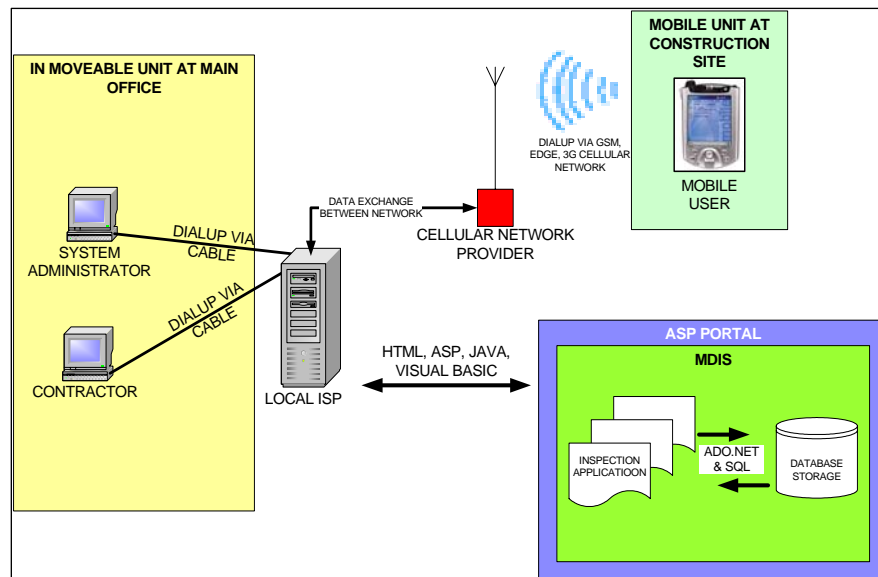 IN MOVEABLE UNIT AT MAIN
OFFICE
SYSTEM
ADMINISTRATOR
DIALUP VIA
CABLE
DIALUP VIA
CABLE
CONTRACTOR
DATA EXCHANGE
BETWEEN NETWORK
LOCAL ISP
CELLULAR NETWORK
PROVIDER
DIALUP VIA GSM,
EDGE, 3G CELLULAR
NETWORK
MOBILE UNIT AT
CONSTRUCTION
SITE
MOBILE
USER
HTML, ASP, JAVA,
VISUAL BASIC
ASP PORTAL
MDIS
INSPECTION
APPLICATIOON
ADO.NET
& SQL
DATABASE
STORAGE